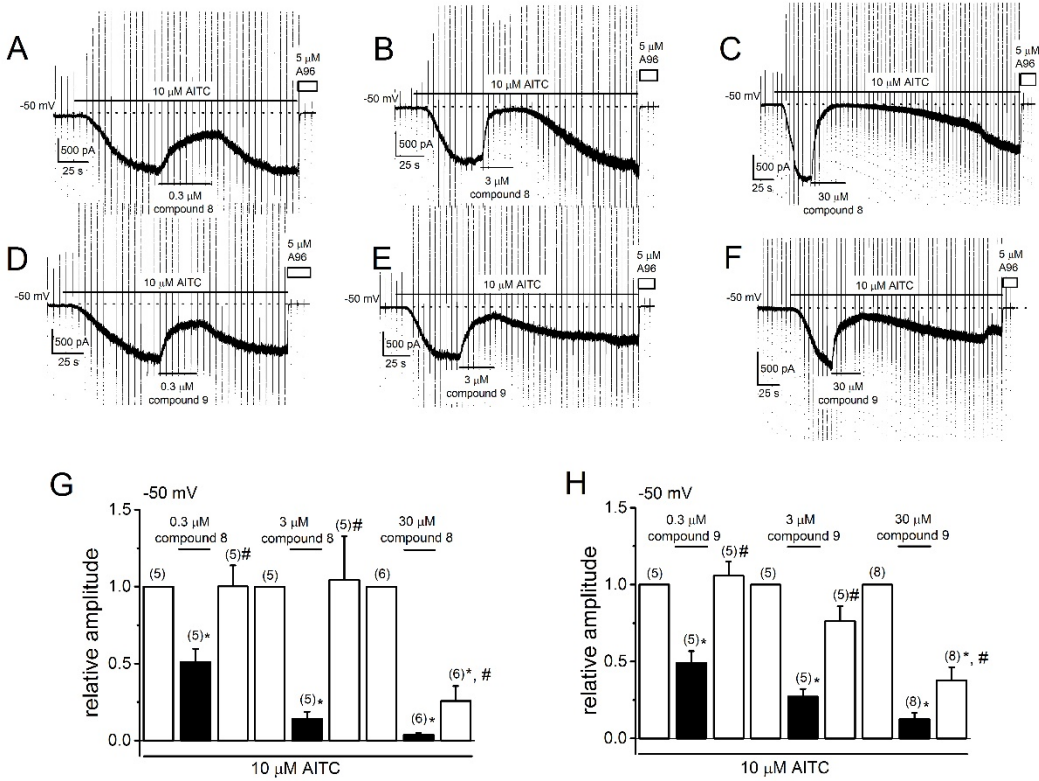 A
5 μM
A96
10 μM AITC
-50 mV
500 pA
25 s
0.3 μM
compound 8
B
5 μM
A96
10 μM AITC
-50 mV
500 pA
25 s
3 μM
compound 8
C
5 μM
A96
10 μM AITC
-50 mV
500 pA
25 s
30 μM
compound 8
D
5 μM
A96
10 μM AITC
-50 mV
500 pA
25 s
0.3 μM
compound 9
E
5 μM
A96
10 μM AITC
-50 mV
500 pA
25 s
3 μM
compound 9
F
5 μM
A96
10 μM AITC
-50 mV
500 pA
25 s
30 μM
compound 9
G
-50 mV
relative amplitude
1.5
1.0
0.5
0.0
0.3 μM
compound 8
3 μM
compound 8
30 μM
compound 8
(5)
(5)*
(5)#
(5)
(5)*
(5)#
(6)
(6)*
(6)*, #
10 μM AITC
H
-50 mV
relative amplitude
1.5
1.0
0.5
0.0
0.3 μM
compound 9
3 μM
compound 9
30 μM
compound 9
(5)
(5)*
(5)#
(5)
(5)*
(5)#
(8)
(8)*
(8)*, #
10 μM AITC